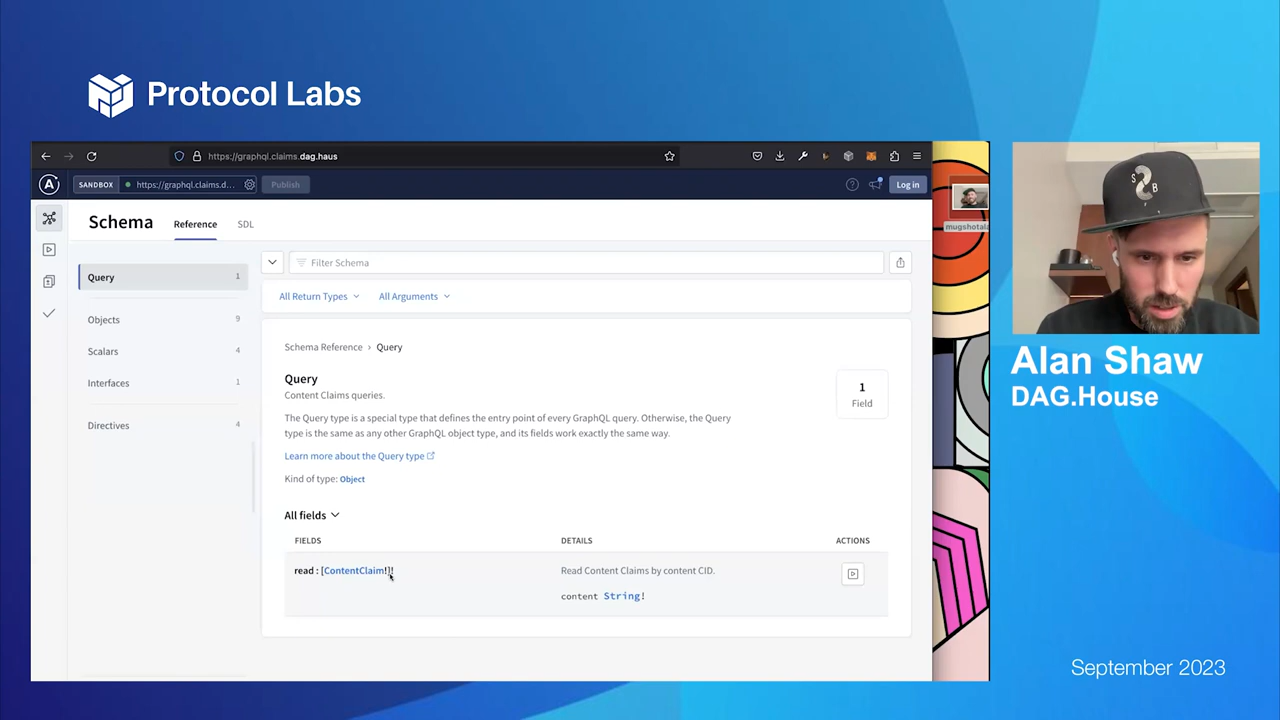 Protocol Labs
https://graphql.claims.dag.haus
SANDBOX
https://graphql.claims.d...
Publish
Log in
Schema
Reference
SDL
Query 1
Objects 9
Scalars 4
Interfaces 1
Directives 4
Filter Schema
All Return Types
All Arguments
Schema Reference › Query
Query
Content Claims queries.
The Query type is a special type that defines the entry point of every GraphQL query. Otherwise, the Query
type is the same as any other GraphQL object type, and its fields work exactly the same way.
Learn more about the Query type
Kind of type: Object
1
Field
All fields
FIELDS DETAILS ACTIONS
read : [ContentClaim!]! Read Content Claims by content CID.
content String!
S B
Alan Shaw
DAG.House
September 2023